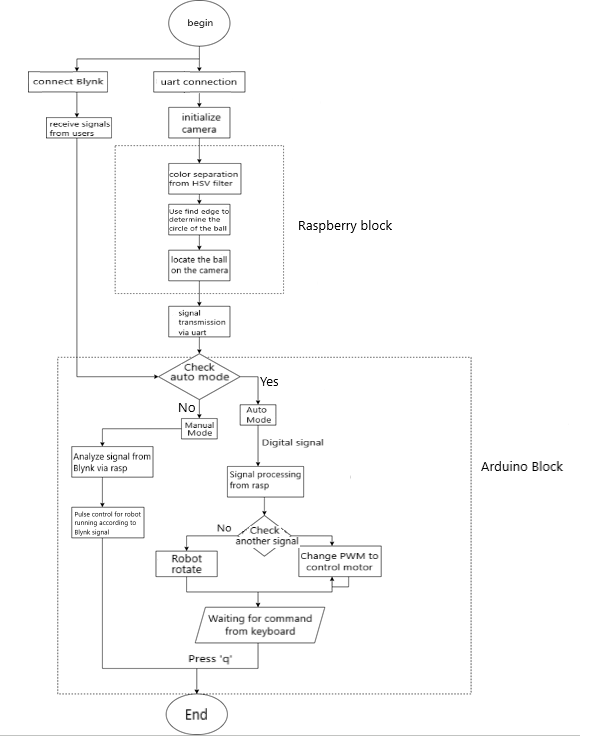 begin
connect Blynk
uart connection
receive signals
from users
initialize
camera
color separation
from HSV filter
Use find edge to
determine the
circle of the ball
locate the ball
on the camera
Raspberry block
signal
transmission
via uart
Check
auto mode
Yes
No
Auto
Mode
Manual
Mode
Digital signal
Analyze signal from
Blynk via rasp
Signal processing
from rasp
Arduino Block
Pulse control for robot
running according to
Blynk signal
No
Check
another signal
Robot
rotate
Change PWM to
control motor
Waiting for command
from keyboard
Press 'q'
End